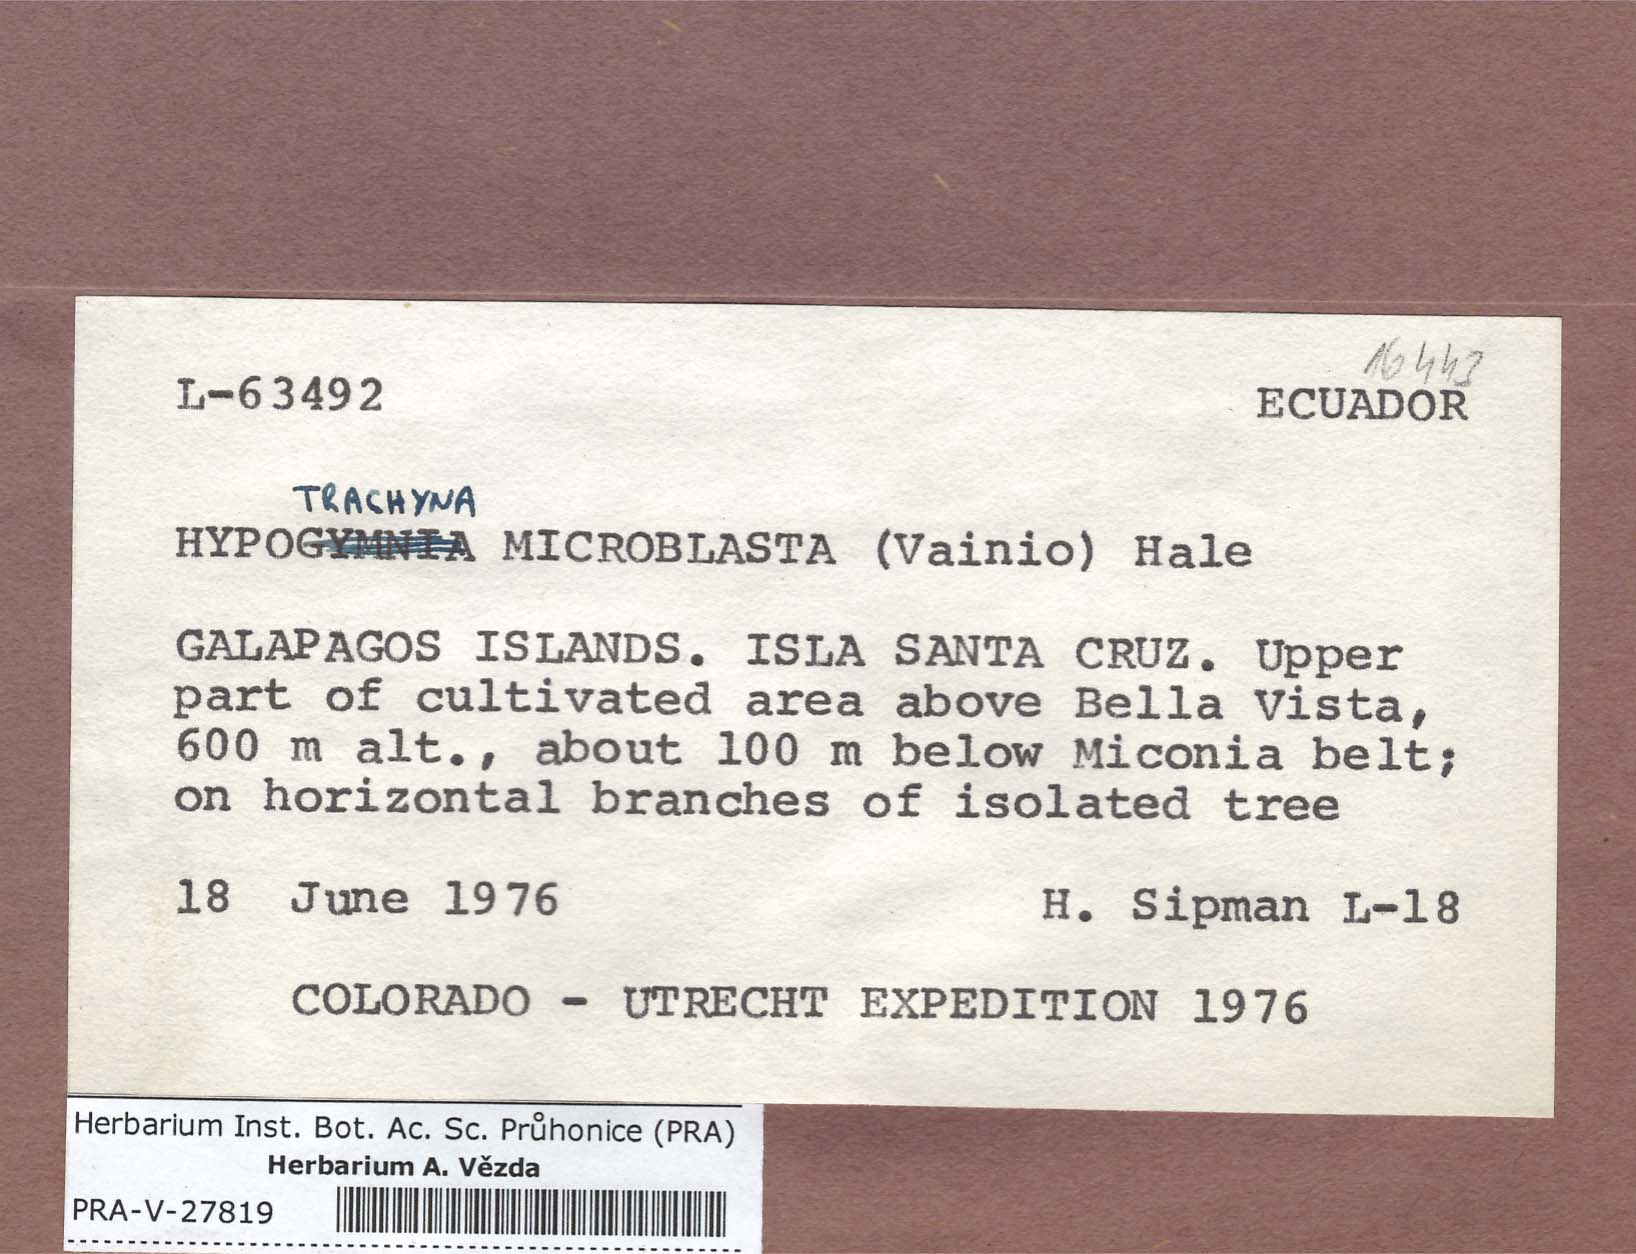 16443
L-63492 ECUADOR
TRACHYNA
HYPOGYMNIA MICROBLASTA (Vainio) Hale
GALAPAGOS ISLANDS. ISLA SANTA CRUZ. Upper
part of cultivated area above Bella Vista,
600 m alt., about 100 m below Miconia belt;
on horizontal branches of isolated tree
18 June 1976 H. Sipman L-18
COLORADO - UTRECHT EXPEDITION 1976
Herbarium Inst. Bot. Ac. Sc. Průhonice (PRA)
Herbarium A. Vězda
PRA-V-27819